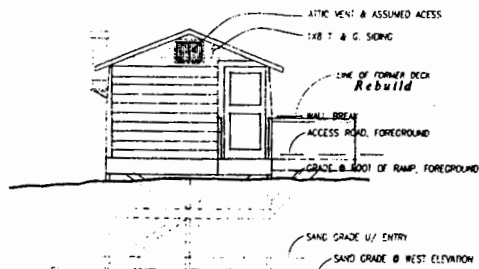 ATTIC VENT & ASSUMED ACESS
1X8 T & G. SIDING
LINE OF FORMER DECK
Rebuild
WALL BREAK
ACCESS ROAD, FOREGROUND
GRADE @ FOOT OF RAMP, FOREGROUND
SAND GRADE U/ ENTRY
SAND GRADE @ WEST ELEVATION